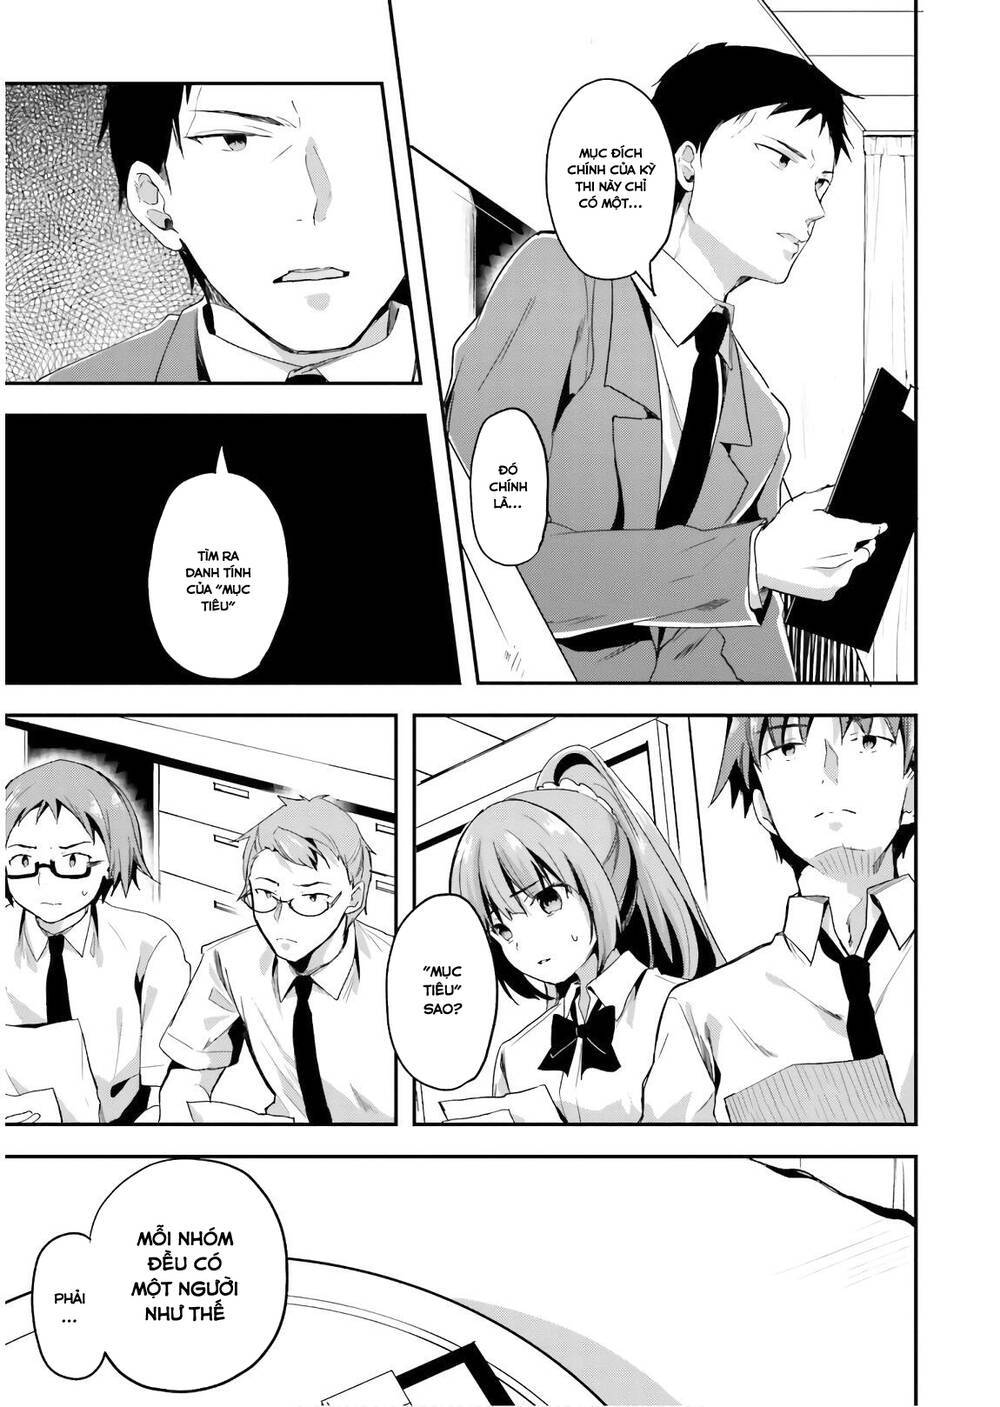 MỤC ĐÍCH
CHÍNH CỦA KỲ
THI NÀY CHỈ
CÓ MỘT...
ĐÓ
CHÍNH
LÀ...
TÌM RA
DANH TÍNH
CỦA "MỤC
TIÊU"
"MỤC
TIÊU"
SAO?
MỖI NHÓM
ĐỀU CÓ
MỘT NGƯỜI
NHƯ THẾ
PHẢI
...